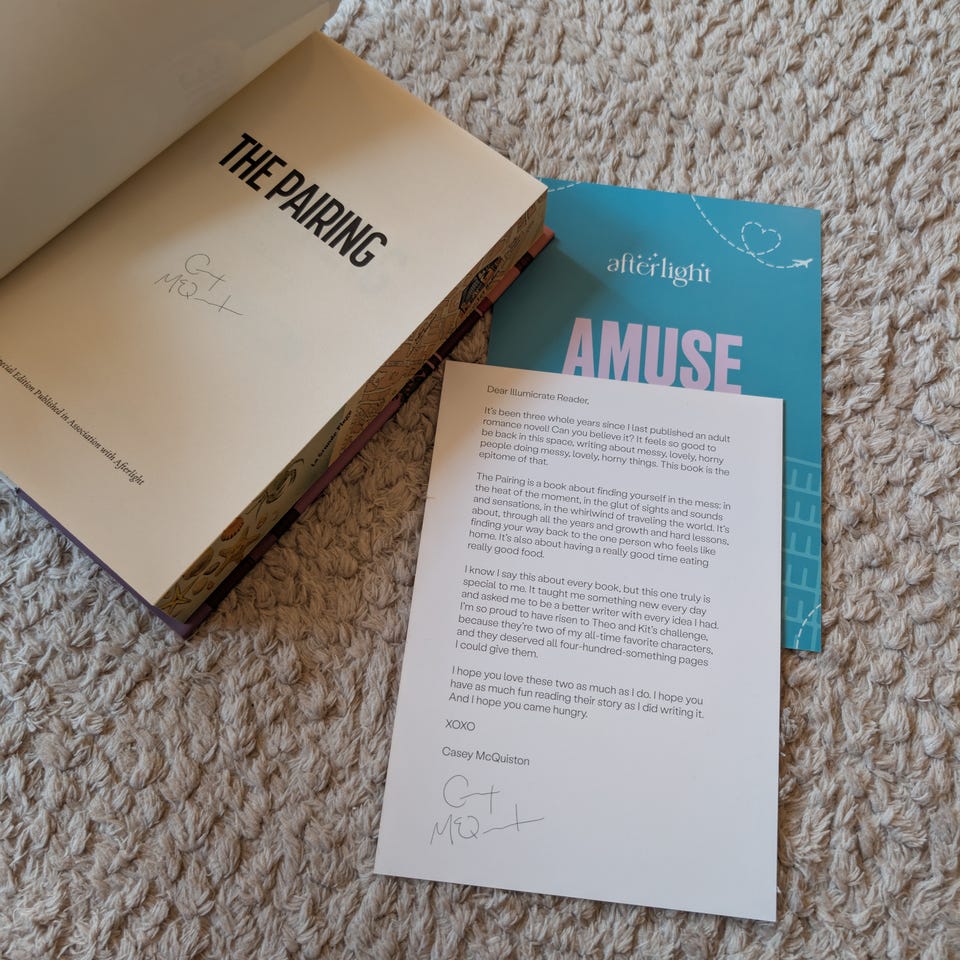 THE PAIRING
C
McQ
Special Edition Published in Association with Afterlight
La Grande Plage
afterlight
AMUSE
Dear Illumicrate Reader,
It's been three whole years since I last published an adult
romance novel! Can you believe it? It feels so good to
be back in this space, writing about messy, lovely, horny
people doing messy, lovely, horny things. This book is the
epitome of that.
The Pairing is a book about finding yourself in the mess: in
the heat of the moment, in the glut of sights and sounds
and sensations, in the whirlwind of traveling the world. It's
about, through all the years and growth and hard lessons,
finding your way back to the one person who feels like
home. It's also about having a really good time eating
really good food.
I know I say this about every book, but this one truly is
special to me. It taught me something new every day
and asked me to be a better writer with every idea I had.
I'm so proud to have risen to Theo and Kit's challenge,
because they're two of my all-time favorite characters,
and they deserved all four-hundred-something pages
I could give them.
I hope you love these two as much as I do. I hope you
have as much fun reading their story as I did writing it.
And I hope you came hungry.
XOXO
Casey McQuiston
C
McQ